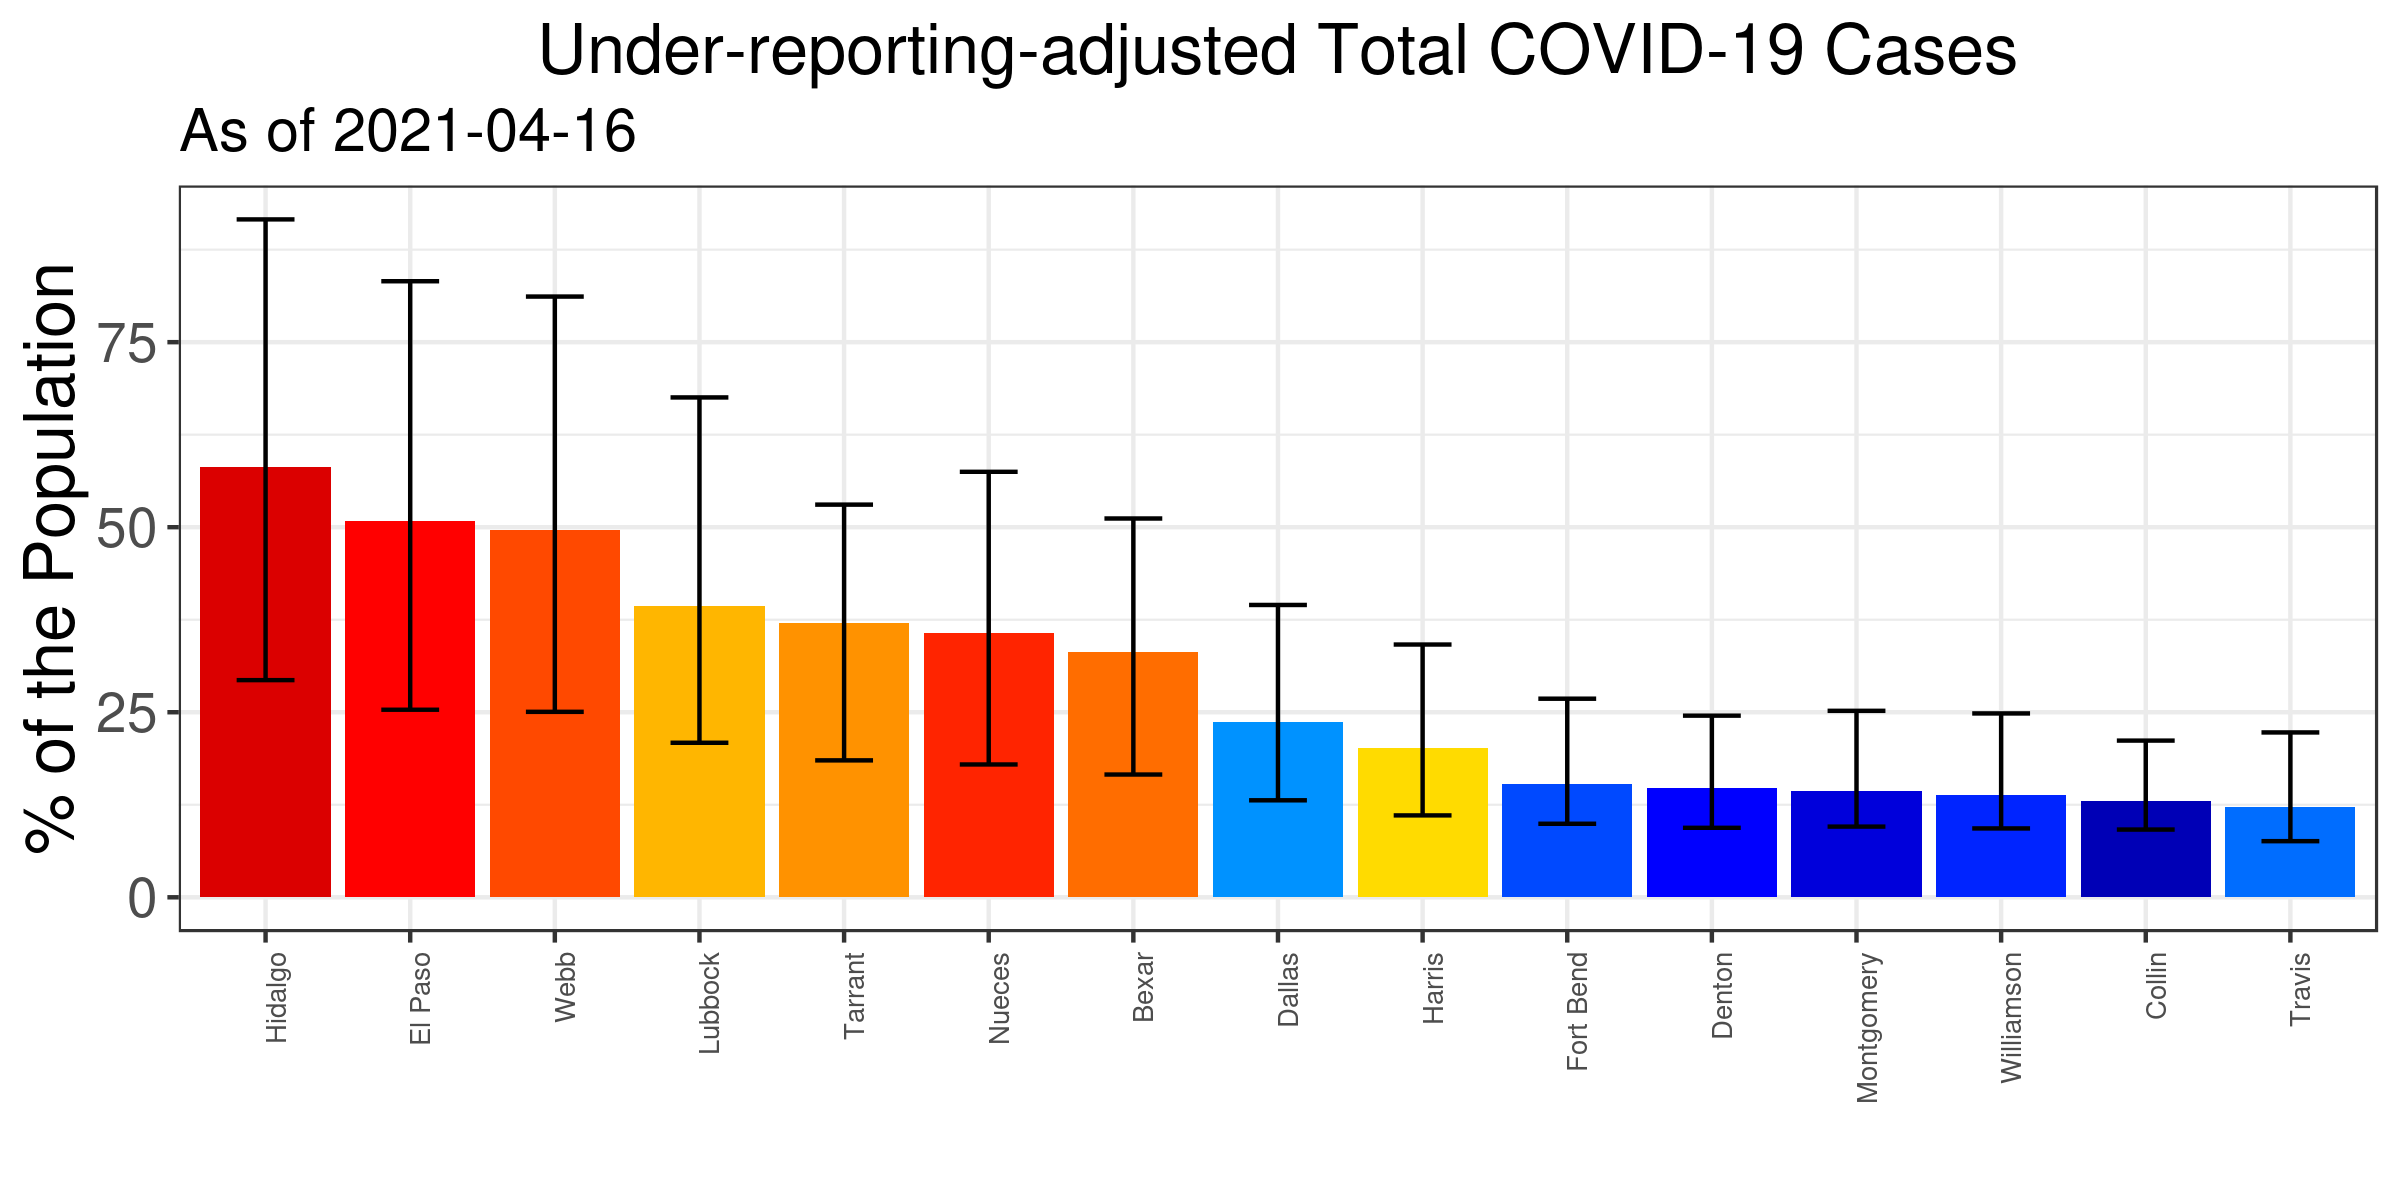 Under-reporting-adjusted Total COVID-19 Cases
As of 2021-04-16
% of the Population
75
50
25
0
Hidalgo
El Paso
Webb
Lubbock
Tarrant
Nueces
Bexar
Dallas
Harris
Fort Bend
Denton
Montgomery
Williamson
Collin
Travis